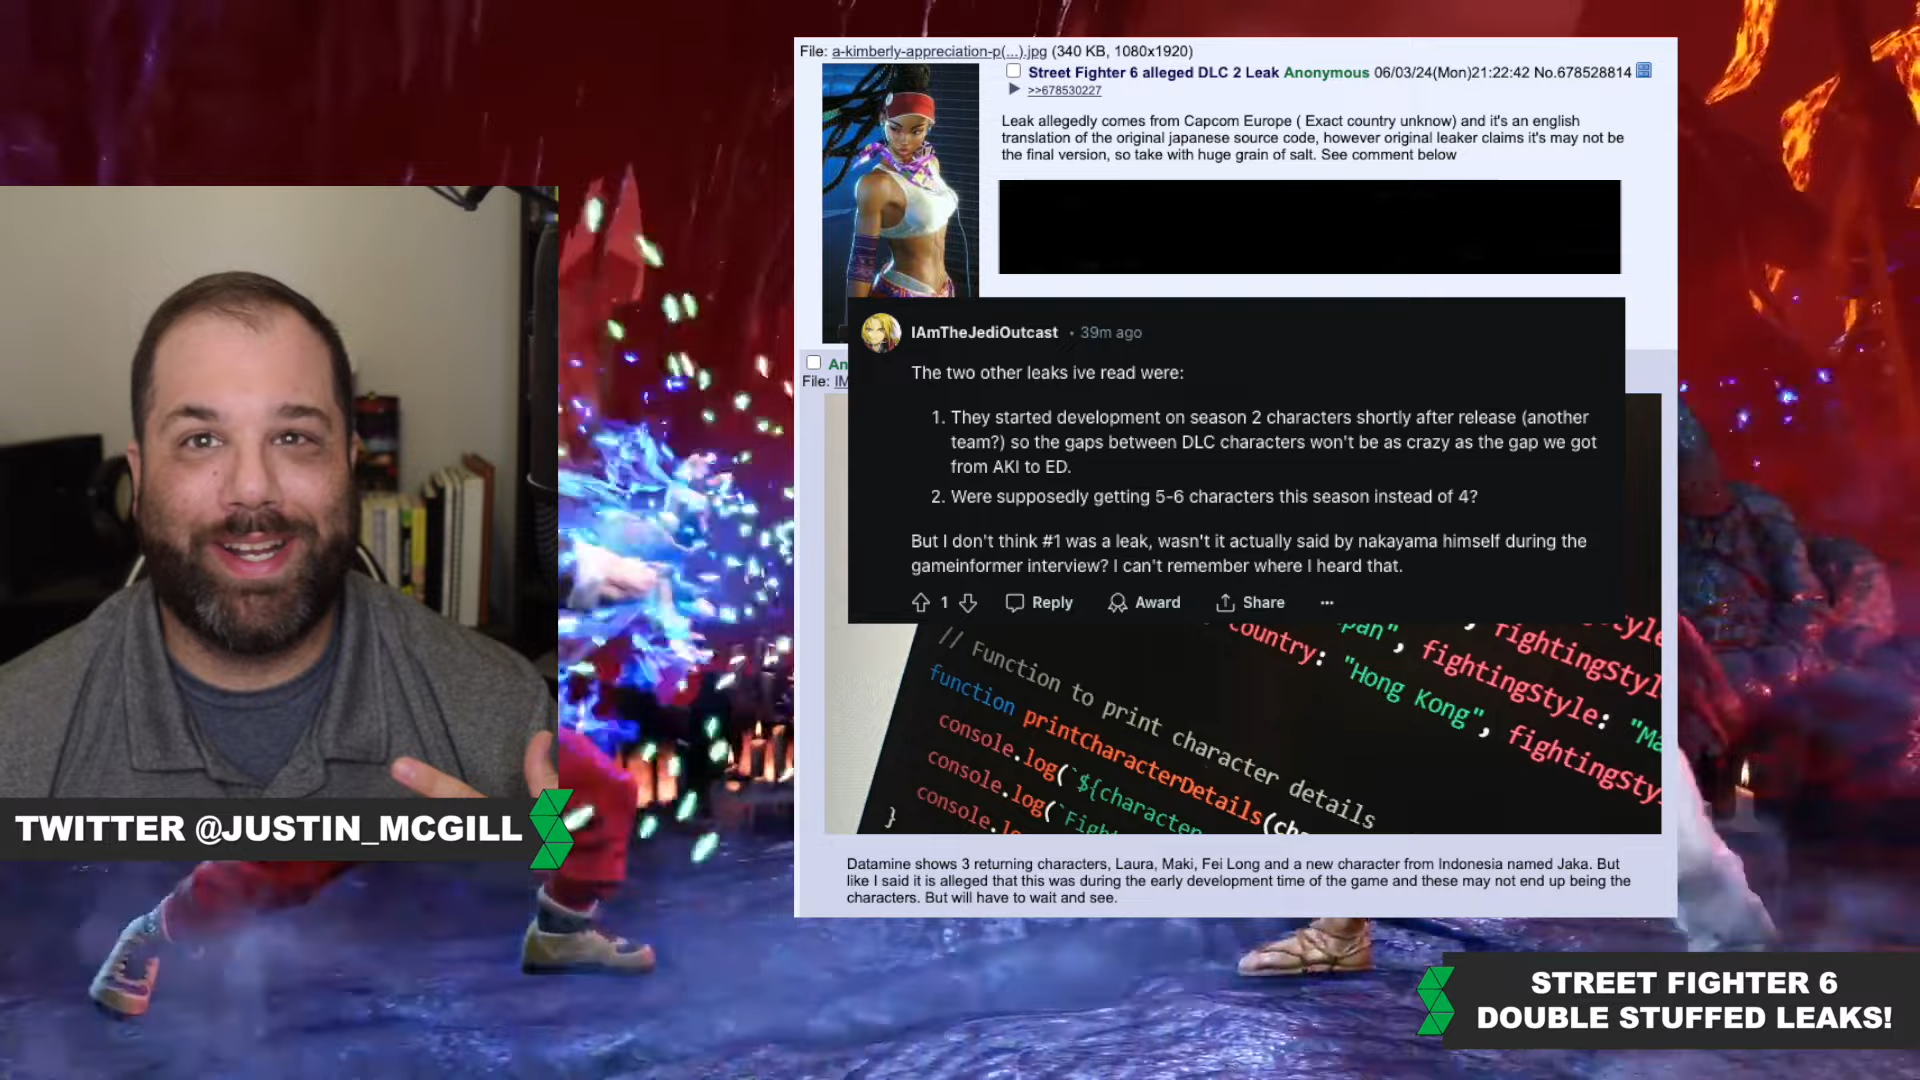 File: a-kimberly-appreciation-p(...).jpg (340 KB, 1080x1920)
Street Fighter 6 alleged DLC 2 Leak Anonymous 06/03/24(Mon)21:22:42 No.678528814
>>678530227
Leak allegedly comes from Capcom Europe ( Exact country unknow) and it's an english
translation of the original japanese source code, however original leaker claims it's may not be
the final version, so take with huge grain of salt. See comment below
An
File: IM
IAmTheJediOutcast • 39m ago
The two other leaks ive read were:
1. They started development on season 2 characters shortly after release (another
team?) so the gaps between DLC characters won't be as crazy as the gap we got
from AKI to ED.
2. Were supposedly getting 5-6 characters this season instead of 4?
But I don't think #1 was a leak, wasn't it actually said by nakayama himself during the
gameinformer interview? I can't remember where I heard that.
1 Reply Award Share ...
country: "Hong Kong", fightingStyle: "Ma
// Function to print character details
function printCharacterDetails(ch
console.log(`${character
console.log(`Fight
console.lo
}
Datamine shows 3 returning characters, Laura, Maki, Fei Long and a new character from Indonesia named Jaka. But
like I said it is alleged that this was during the early development time of the game and these may not end up being the
characters. But will have to wait and see.
TWITTER @JUSTIN_MCGILL
STREET FIGHTER 6
DOUBLE STUFFED LEAKS!